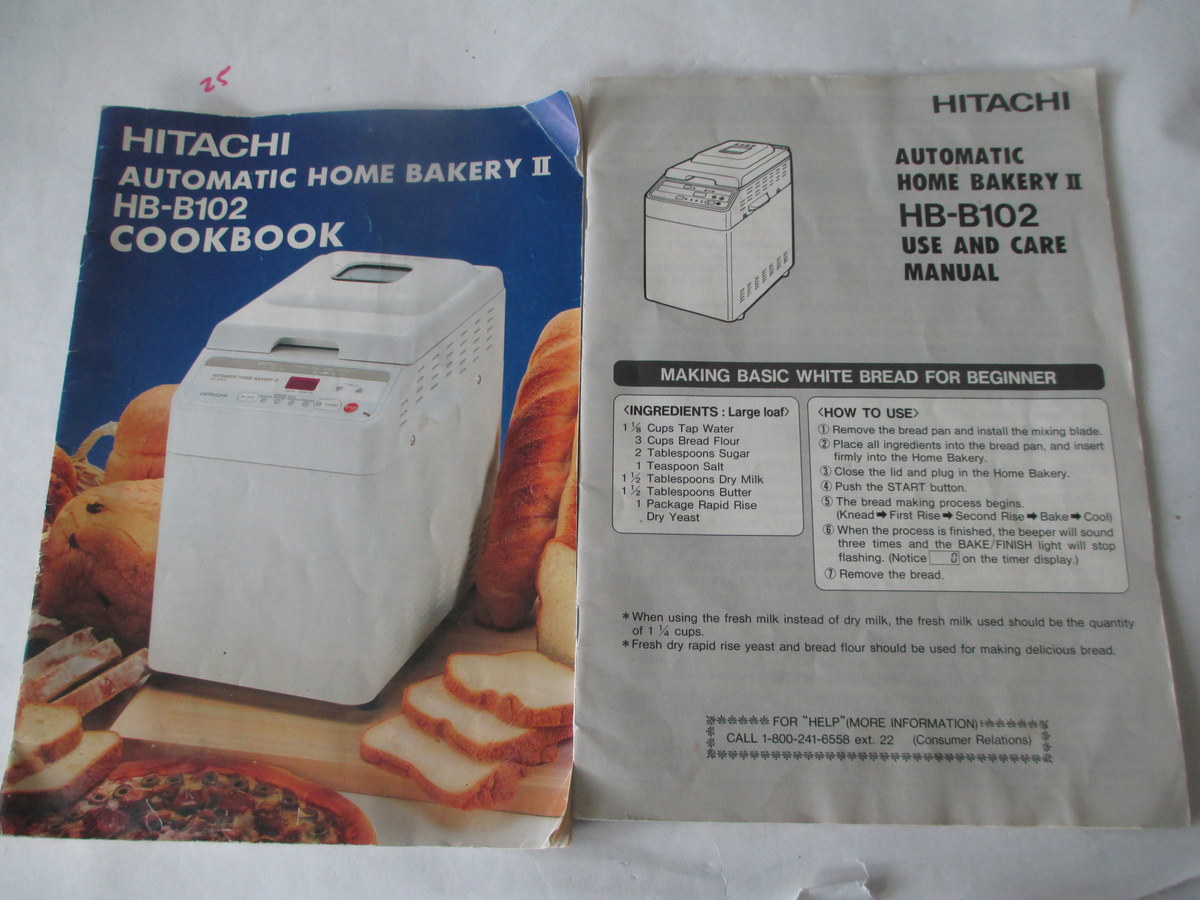 25
HITACHI
AUTOMATIC HOME BAKERY II
HB-B102
COOKBOOK
AUTOMATIC HOME BAKERY II
HITACHI
HITACHI
AUTOMATIC
HOME BAKERY II
HB-B102
USE AND CARE
MANUAL
MAKING BASIC WHITE BREAD FOR BEGINNER
〈INGREDIENTS : Large loaf〉
1 ⅛ Cups Tap Water
3 Cups Bread Flour
2 Tablespoons Sugar
1 Teaspoon Salt
1 ½ Tablespoons Dry Milk
1 ½ Tablespoons Butter
1 Package Rapid Rise
Dry Yeast
〈HOW TO USE〉
① Remove the bread pan and install the mixing blade.
② Place all ingredients into the bread pan, and insert
firmly into the Home Bakery.
③ Close the lid and plug in the Home Bakery.
④ Push the START button.
⑤ The bread making process begins.
(Knead ➡ First Rise ➡ Second Rise ➡ Bake ➡ Cool)
⑥ When the process is finished, the beeper will sound
three times and the BAKE/FINISH light will stop
flashing. (Notice 0 on the timer display.)
⑦ Remove the bread.
* When using the fresh milk instead of dry milk, the fresh milk used should be the quantity
of 1 ¼ cups.
* Fresh dry rapid rise yeast and bread flour should be used for making delicious bread.
FOR "HELP"(MORE INFORMATION)
CALL 1-800-241-6558 ext. 22 (Consumer Relations)